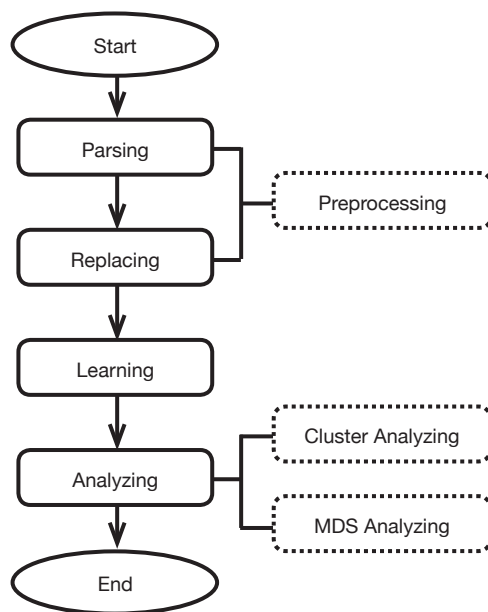 Start
Parsing
Preprocessing
Replacing
Learning
Cluster Analyzing
Analyzing
MDS Analyzing
End